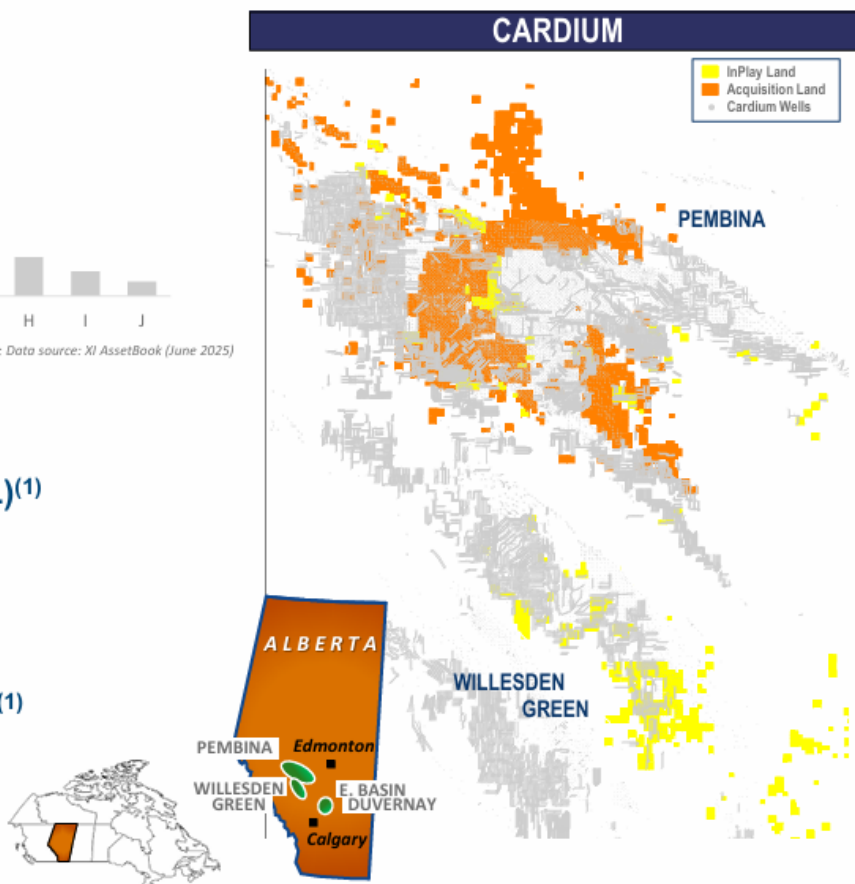 CARDIUM
InPlay Land
Acquisition Land
Cardium Wells
PEMBINA
H I J
: Data source: XI AssetBook (June 2025)
)(1)
(1)
WILLESDEN
GREEN
ALBERTA
PEMBINA
Edmonton
WILLESDEN
GREEN
E. BASIN
DUVERNAY
Calgary